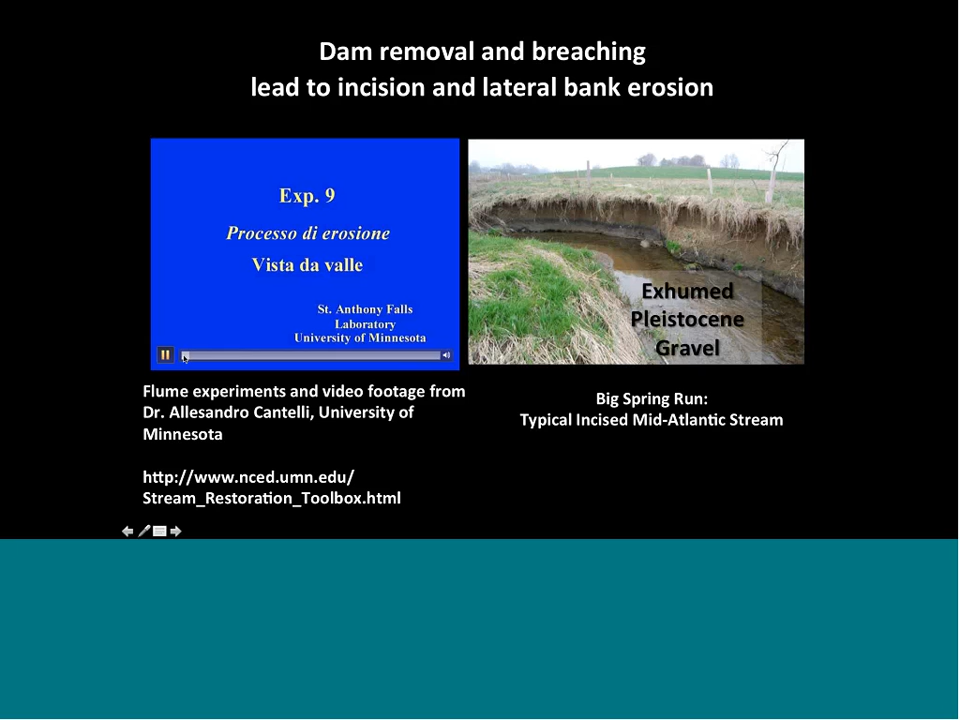 Dam removal and breaching
lead to incision and lateral bank erosion
Exp. 9
Processo di erosione
Vista da valle
St. Anthony Falls
Laboratory
University of Minnesota
Exhumed
Pleistocene
Gravel
Flume experiments and video footage from
Dr. Allesandro Cantelli, University of
Minnesota
http://www.nced.umn.edu/
Stream_Restoration_Toolbox.html
Big Spring Run:
Typical Incised Mid-Atlantic Stream